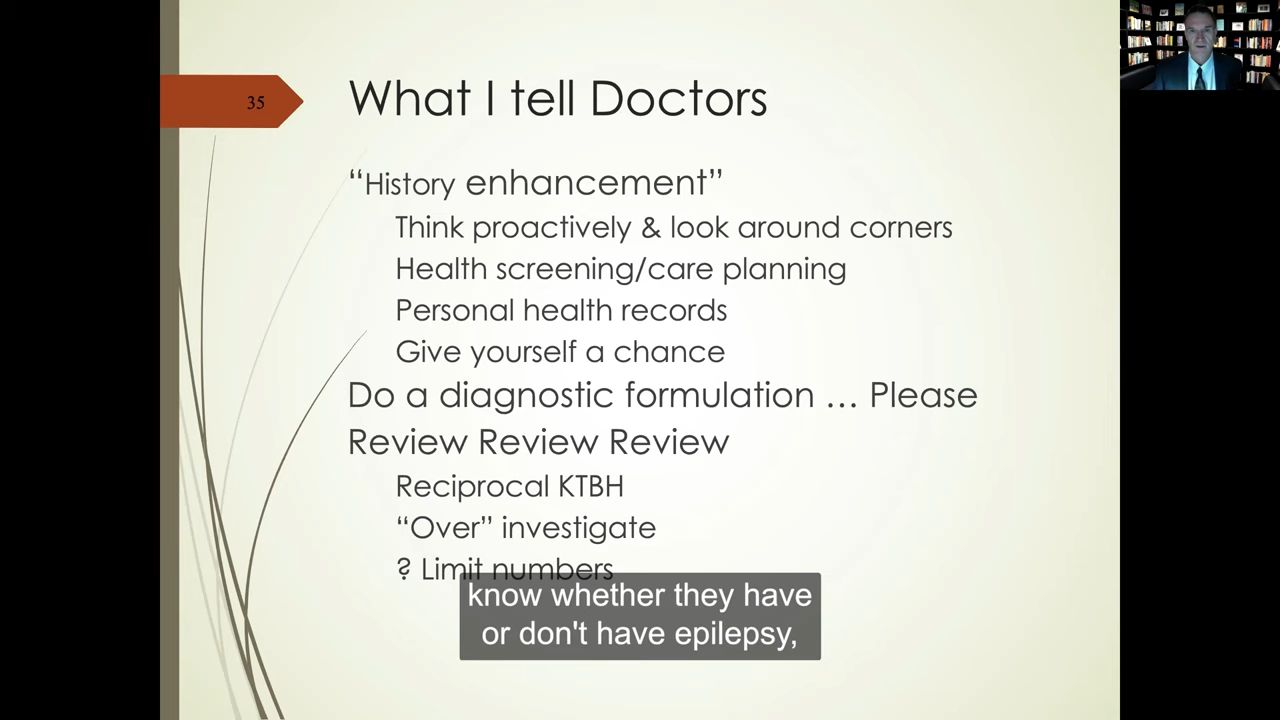 35
What I tell Doctors
“History enhancement”
Think proactively & look around corners
Health screening/care planning
Personal health records
Give yourself a chance
Do a diagnostic formulation … Please
Review Review Review
Reciprocal KTBH
“Over” investigate
? Limit numbers
know whether they have
or don't have epilepsy,